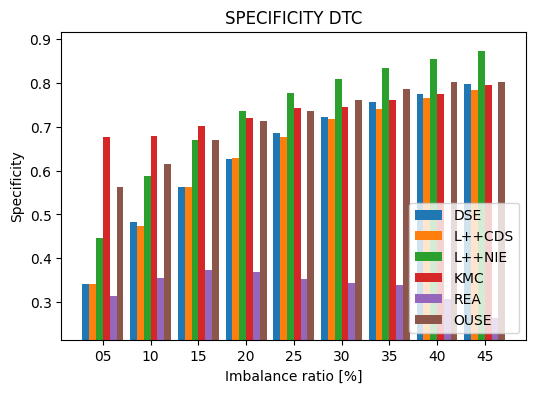 SPECIFICITY DTC
Specificity
0.9
0.8
0.7
0.6
0.5
0.4
0.3
DSE
L++CDS
L++NIE
KMC
REA
OUSE
05 10 15 20 25 30 35 40 45
Imbalance ratio [%]